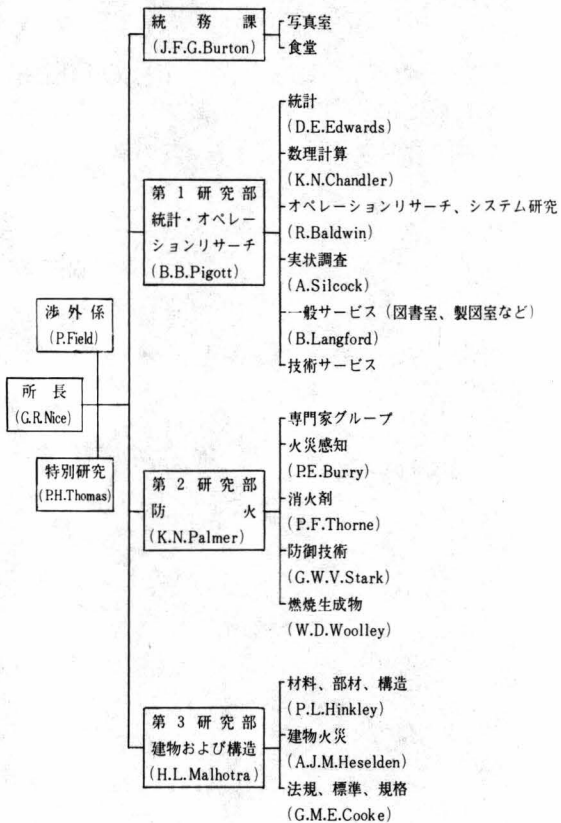 統務課
(J.F.G.Burton)
写真室
食堂
第1研究部
統計・オペレー
ションリサーチ
(B.B.Pigott)
統計
(D.E.Edwards)
数理計算
(K.N.Chandler)
オペレーションリサーチ、システム研究
(R.Baldwin)
実状調査
(A.Silcock)
一般サービス（図書室、製図室など）
(B.Langford)
技術サービス
渉外係
(P.Field)
所長
(G.R.Nice)
特別研究
(P.H.Thomas)
第2研究部
防火
(K.N.Palmer)
専門家グループ
火災感知
(P.E.Burry)
消火剤
(P.F.Thorne)
防御技術
(G.W.V.Stark)
燃焼生成物
(W.D.Woolley)
第3研究部
建物および構造
(H.L.Malhotra)
材料、部材、構造
(P.L.Hinkley)
建物火災
(A.J.M.Heselden)
法規、標準、規格
(G.M.E.Cooke)